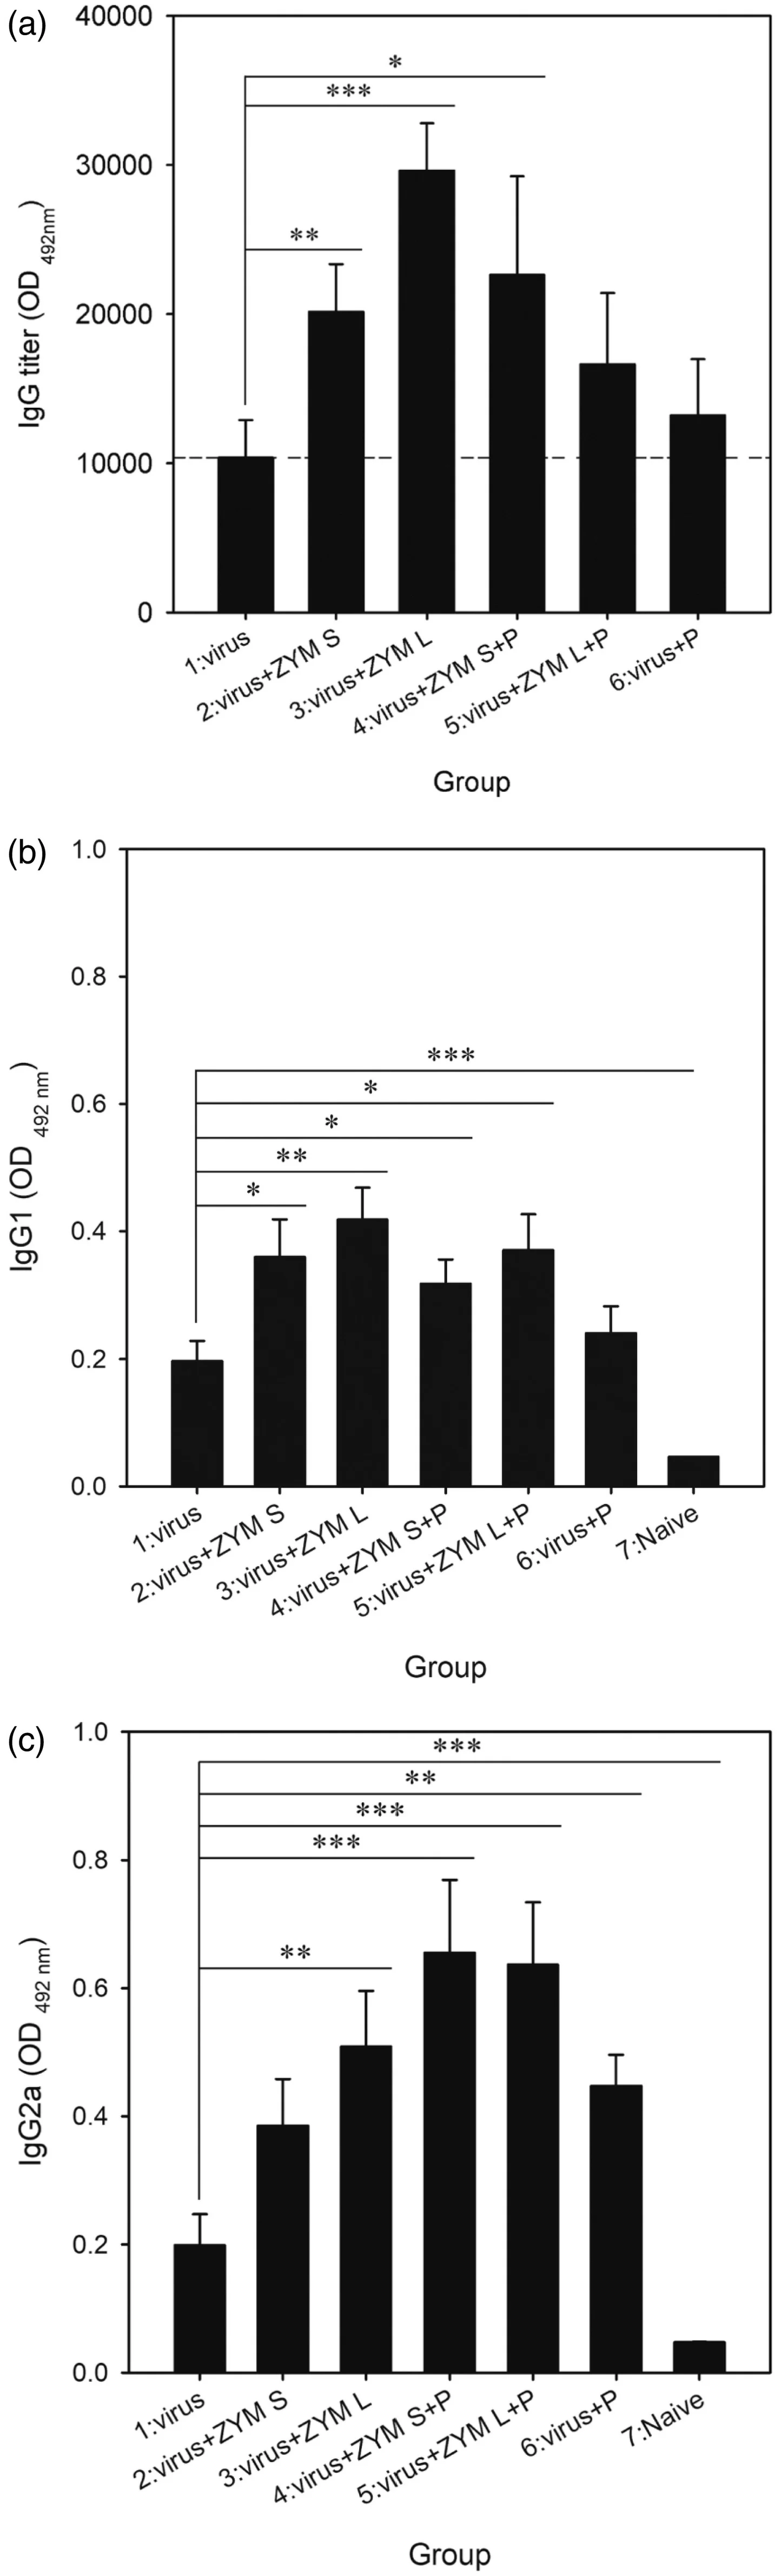 (a)
40000
30000
20000
10000
0
IgG titer (OD 492nm)
*
***
**
1:virus
2:virus+ZYM S
3:virus+ZYM L
4:virus+ZYM S+P
5:virus+ZYM L+P
6:virus+P
Group
(b)
1.0
0.8
0.6
0.4
0.2
0.0
IgG1 (OD 492 nm)
***
*
*
**
*
1:virus
2:virus+ZYM S
3:virus+ZYM L
4:virus+ZYM S+P
5:virus+ZYM L+P
6:virus+P
7:Naive
Group
(c)
1.0
0.8
0.6
0.4
0.2
0.0
IgG2a (OD 492 nm)
***
**
***
***
**
1:virus
2:virus+ZYM S
3:virus+ZYM L
4:virus+ZYM S+P
5:virus+ZYM L+P
6:virus+P
7:Naive
Group